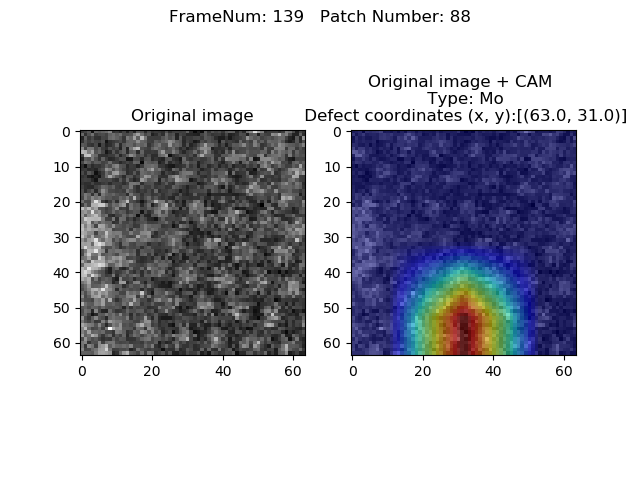 FrameNum: 139   Patch Number: 88
Original image
Original image + CAM
Type: Mo
Defect coordinates (x, y):[(63.0, 31.0)]
0
10
20
30
40
50
60
0 20 40 60
0
10
20
30
40
50
60
0 20 40 60